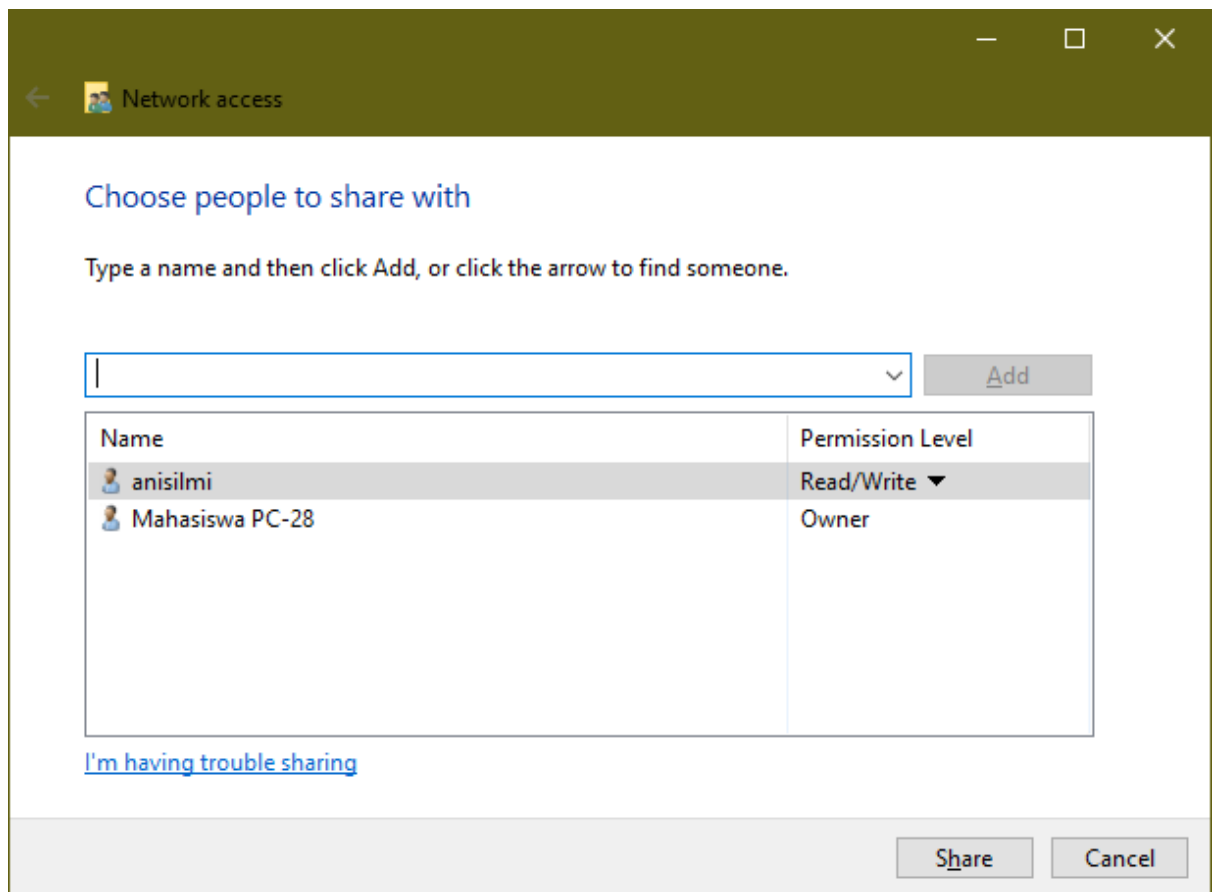 Network access
Choose people to share with
Type a name and then click Add, or click the arrow to find someone.
Add
Name Permission Level
anisilmi Read/Write
Mahasiswa PC-28 Owner
I'm having trouble sharing
Share Cancel